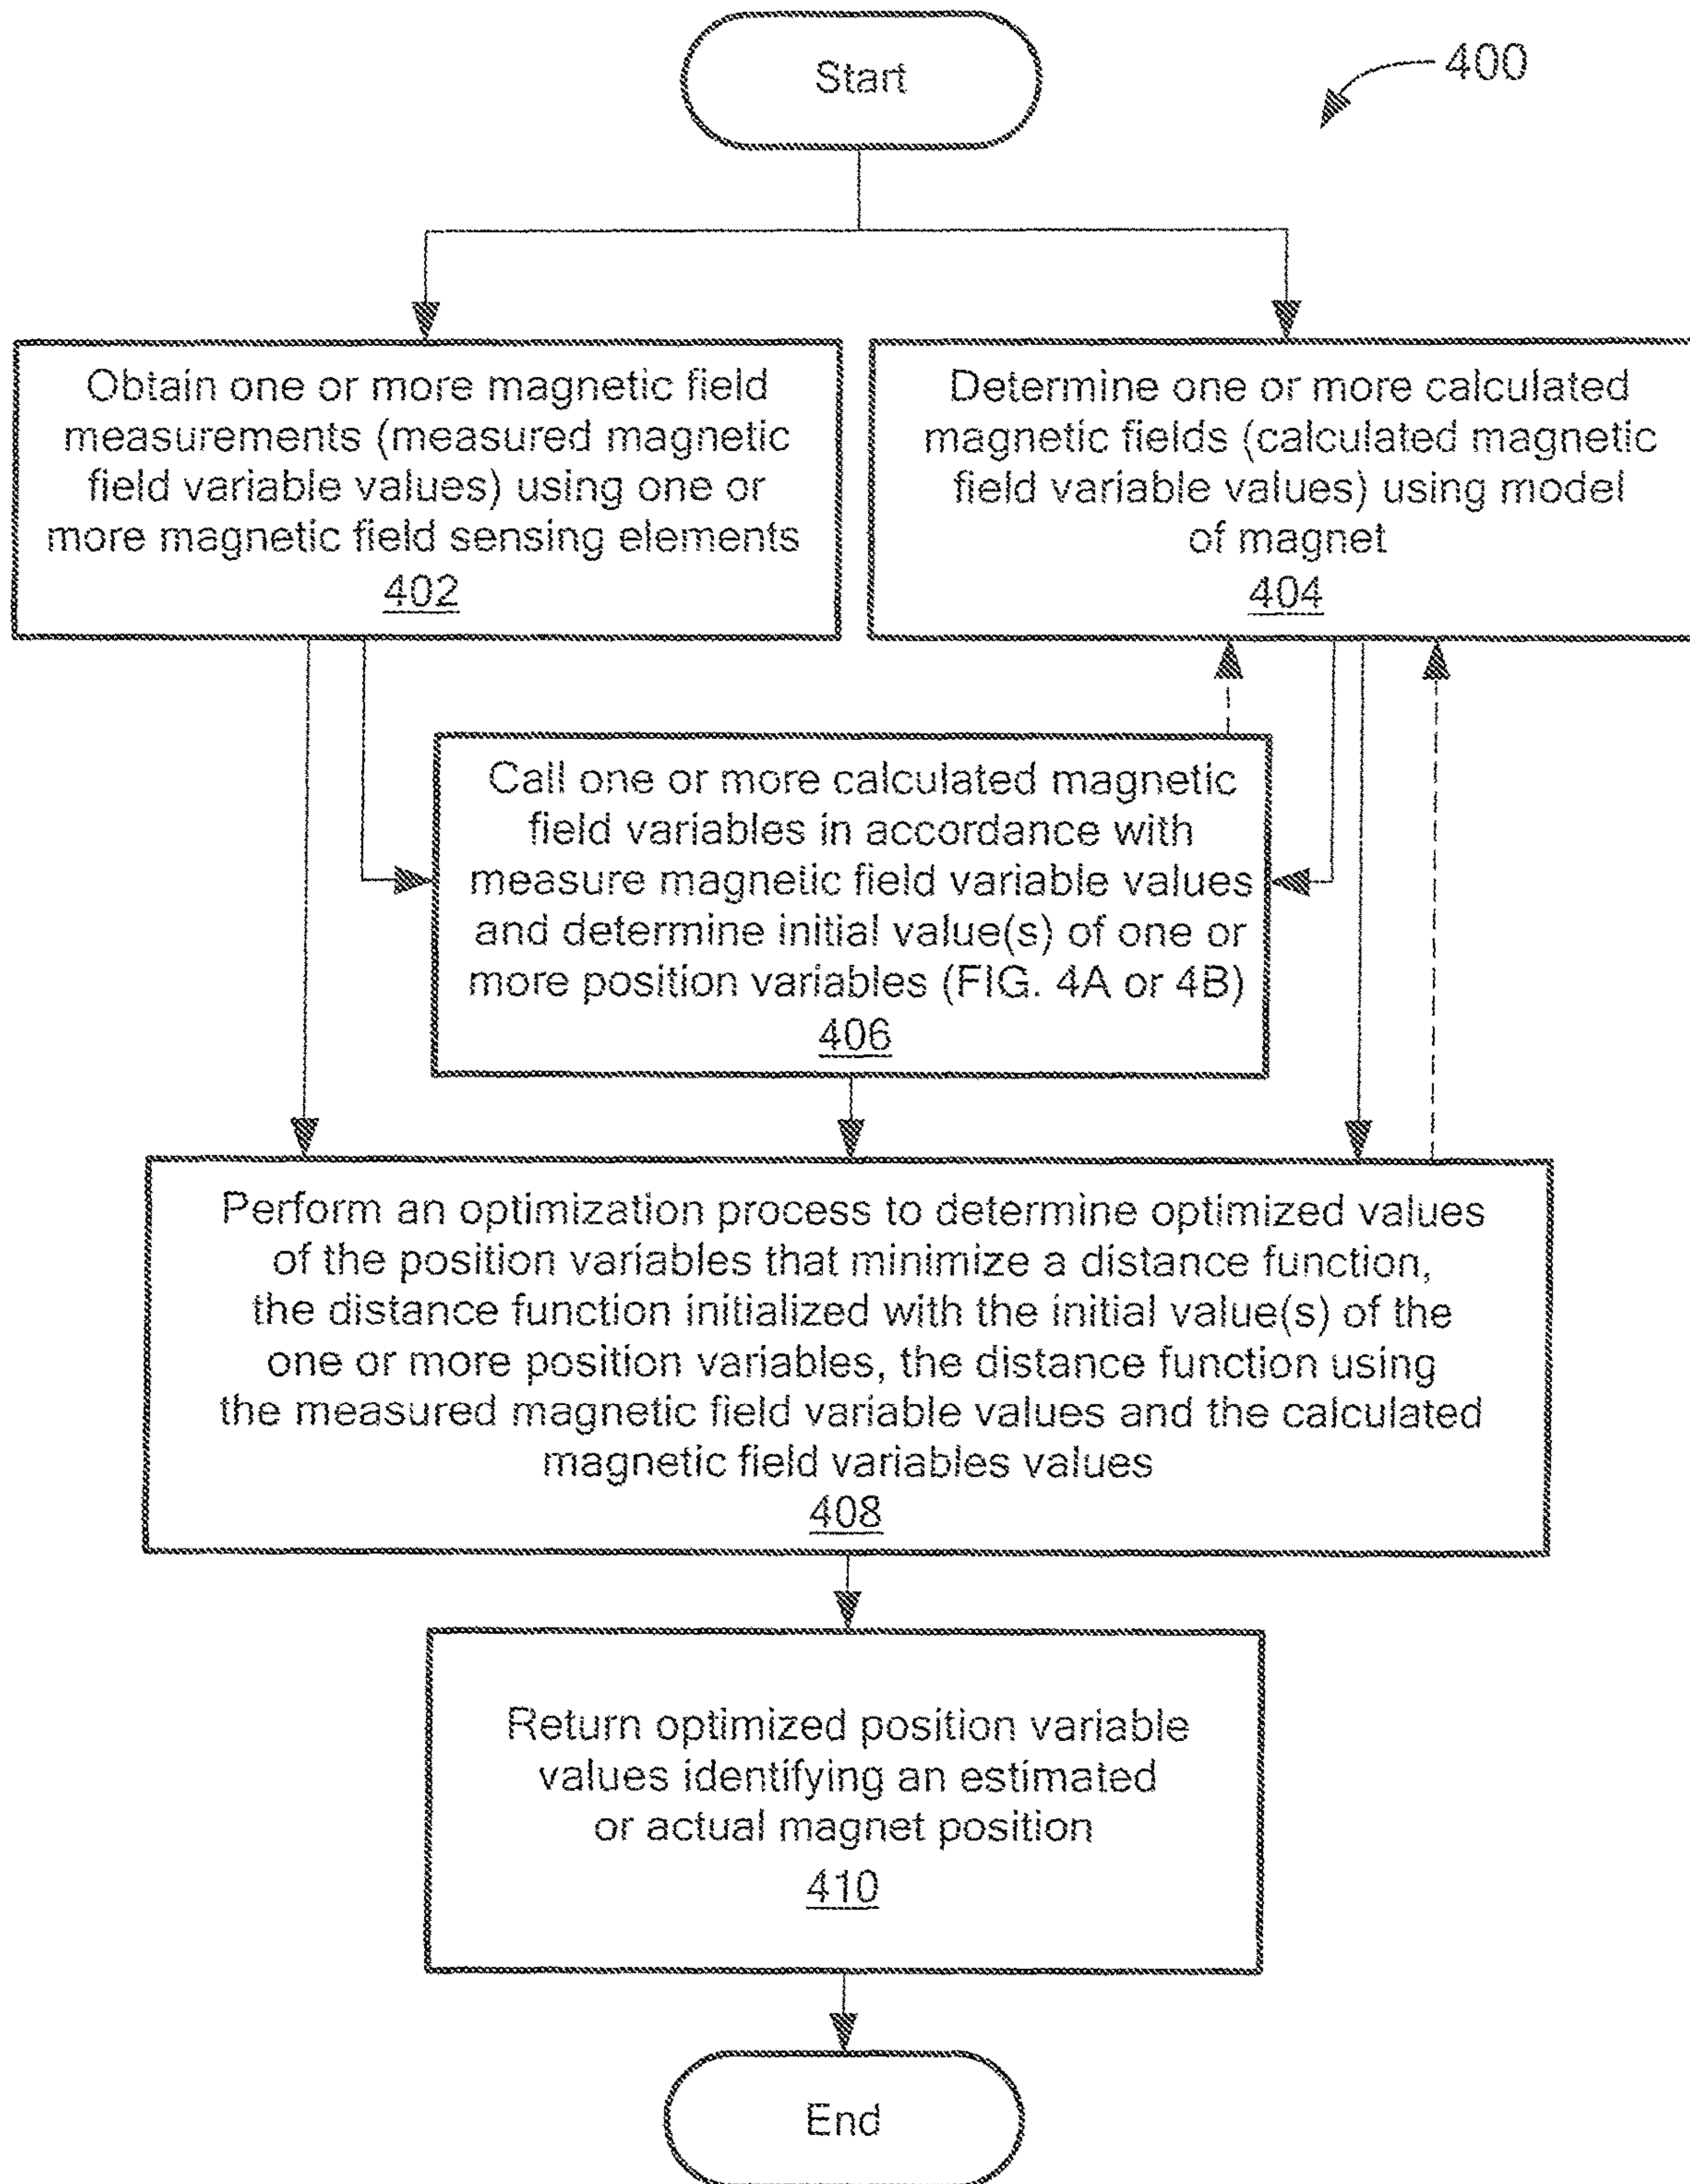 Start
400
Obtain one or more magnetic field
measurements (measured magnetic
field variable values) using one or
more magnetic field sensing elements
402
Determine one or more calculated
magnetic fields (calculated magnetic
field variable values) using model
of magnet
404
Call one or more calculated magnetic
field variables in accordance with
measure magnetic field variable values
and determine initial value(s) of one or
more position variables (FIG. 4A or 4B)
406
Perform an optimization process to determine optimized values
of the position variables that minimize a distance function,
the distance function initialized with the initial value(s) of the
one or more position variables, the distance function using
the measured magnetic field variable values and the calculated
magnetic field variables values
408
Return optimized position variable
values identifying an estimated
or actual magnet position
410
End